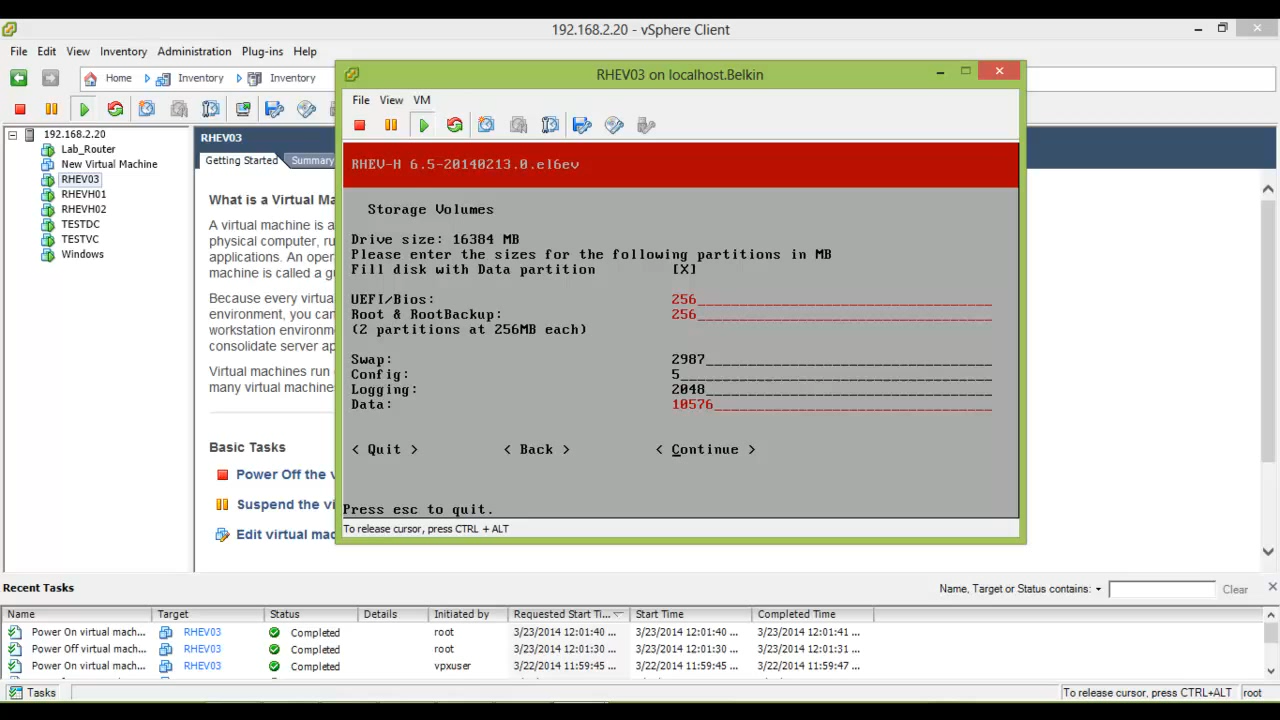 192.168.2.20 - vSphere Client
File Edit View Inventory Administration Plug-ins Help
Home Inventory Inventory
192.168.2.20
Lab_Router
New Virtual Machine
RHEV03
RHEVH01
RHEVH02
TESTDC
TESTVC
Windows
RHEV03
Getting Started Summary
What is a Virtual Ma
A virtual machine is a
physical computer, ru
applications. An oper
machine is called a g
Because every virtua
environment, you can
workstation environme
consolidate server ap
Virtual machines run
many virtual machines
Basic Tasks
Power Off the v
Suspend the vi
Edit virtual mac
RHEV03 on localhost.Belkin
File View VM
RHEV-H 6.5-20140213.0.el6ev
Storage Volumes
Drive size: 16384 MB
Please enter the sizes for the following partitions in MB
Fill disk with Data partition [X]
UEFI/Bios: 256
Root & RootBackup: 256
(2 partitions at 256MB each)
Swap: 2987
Config: 5
Logging: 2048
Data: 10576
< Quit > < Back > < Continue >
Press esc to quit.
To release cursor, press CTRL + ALT
Recent Tasks
Name, Target or Status contains: Clear
Name Target Status Details Initiated by Requested Start Ti... Start Time Completed Time
Power On virtual mach... RHEV03 Completed root 3/23/2014 12:01:40 ... 3/23/2014 12:01:40 ... 3/23/2014 12:01:41 ...
Power Off virtual mach... RHEV03 Completed root 3/23/2014 12:01:30 ... 3/23/2014 12:01:30 ... 3/23/2014 12:01:31 ...
Power On virtual mach... RHEV03 Completed vpxuser 3/22/2014 11:59:45 ... 3/22/2014 11:59:45 ... 3/22/2014 11:59:47 ...
Tasks To release cursor, press CTRL+ALT root